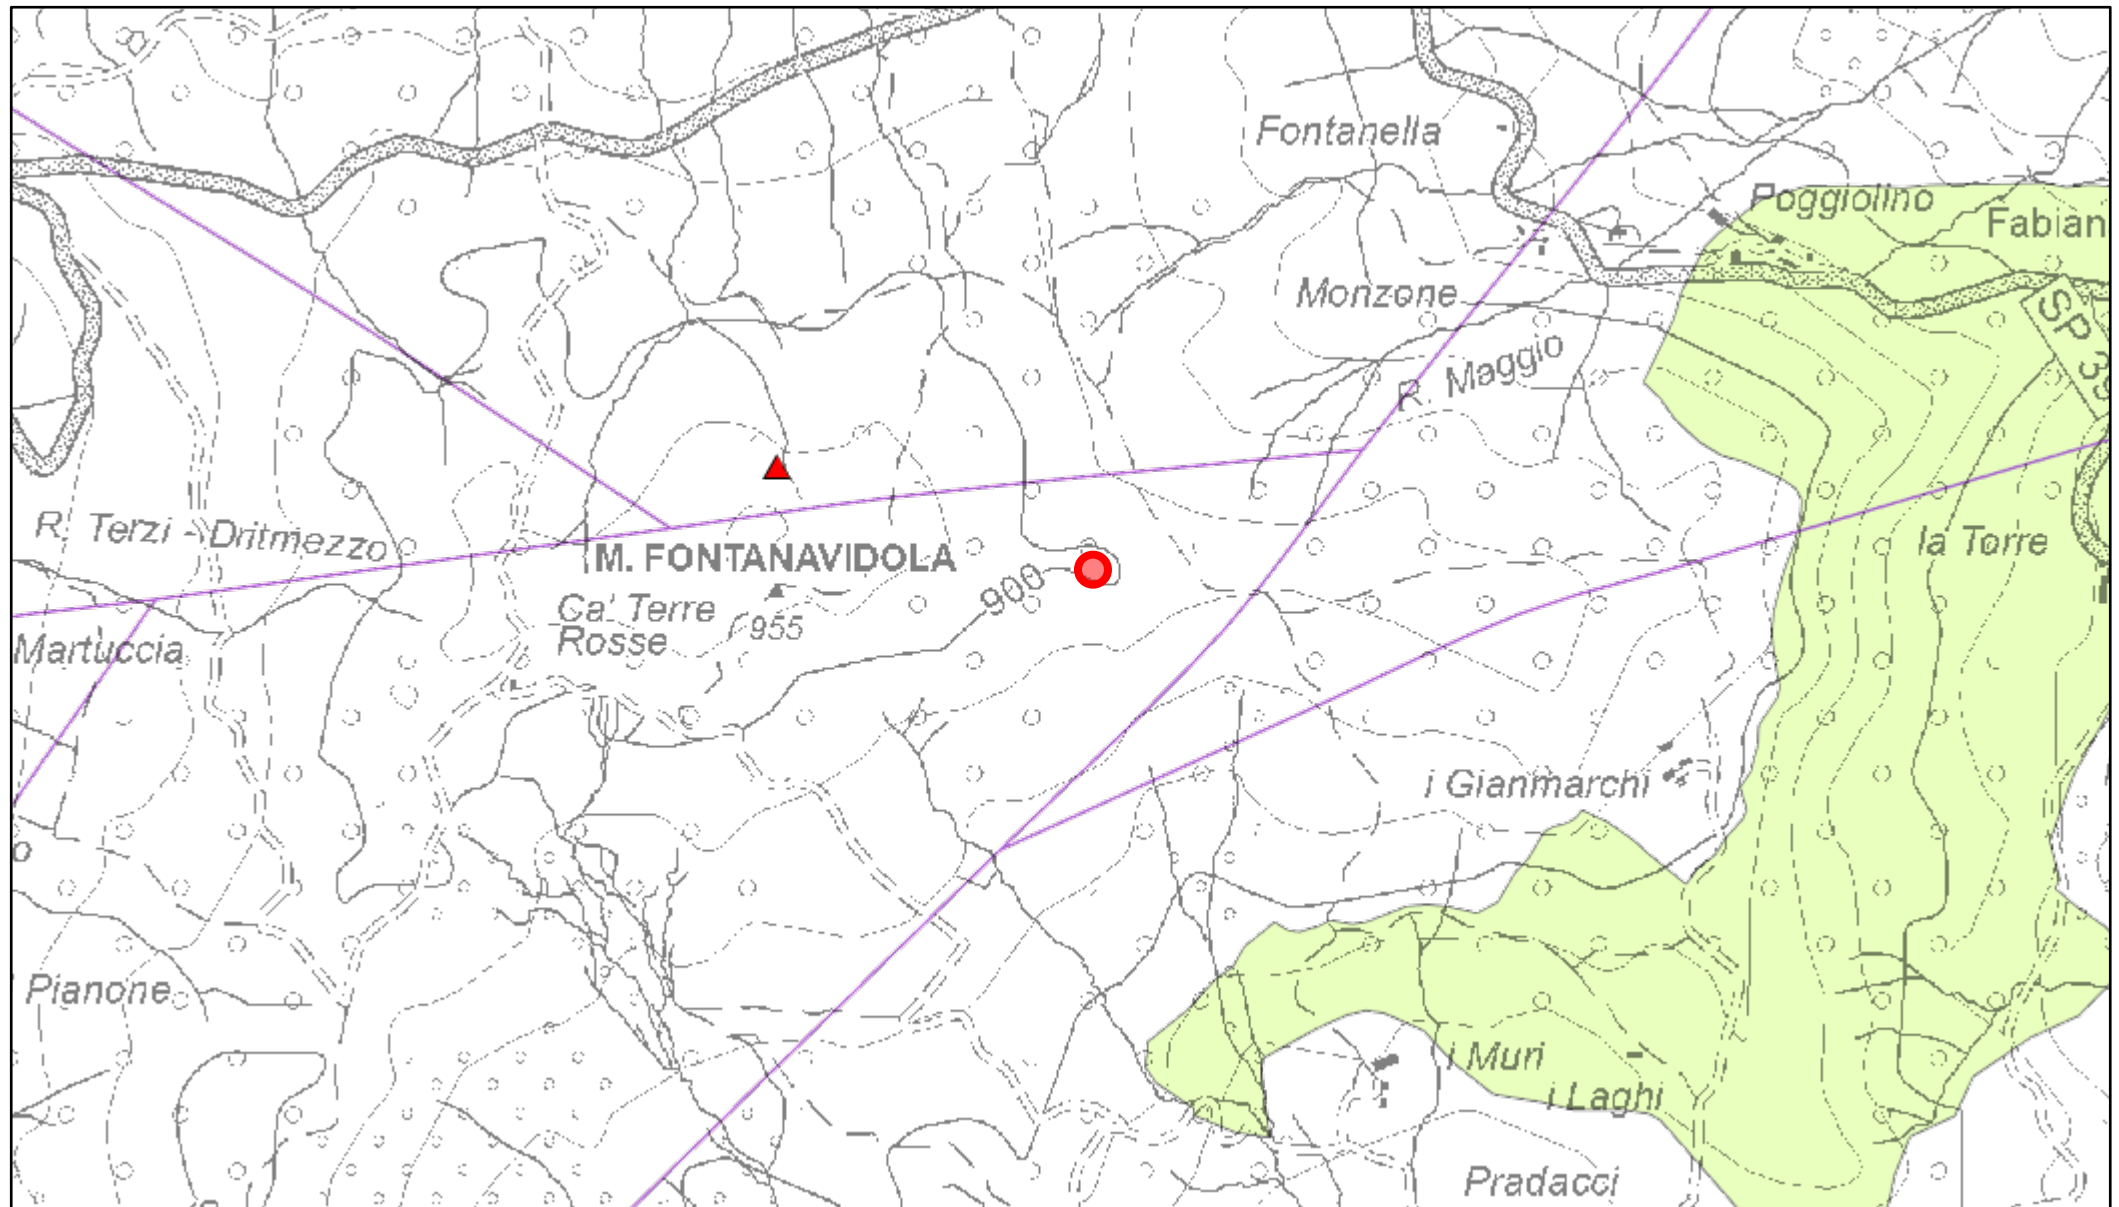 Fontanella
Poggiolino
Fabian
Monzone
SP 39
R. Maggio
R. Terzi - Dritmezzo
la Torre
M. FONTANAVIDOLA
900
Ca' Terre
Rosse
955
Martuccia
i Gianmarchi
o
Pianone
i Muri
i Laghi
Pradacci